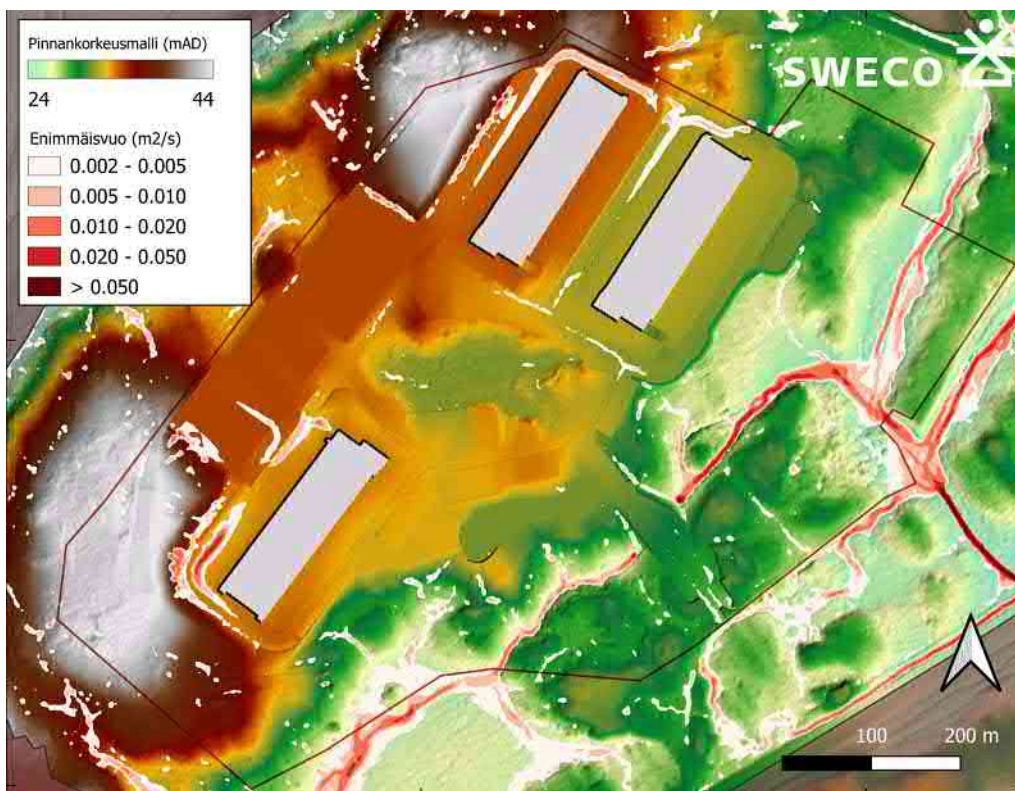 Pinnankorkeusmalli (mAD)
24 44
Enimmäisvuo (m2/s)
0.002 - 0.005
0.005 - 0.010
0.010 - 0.020
0.020 - 0.050
> 0.050
SWECO
100 200 m